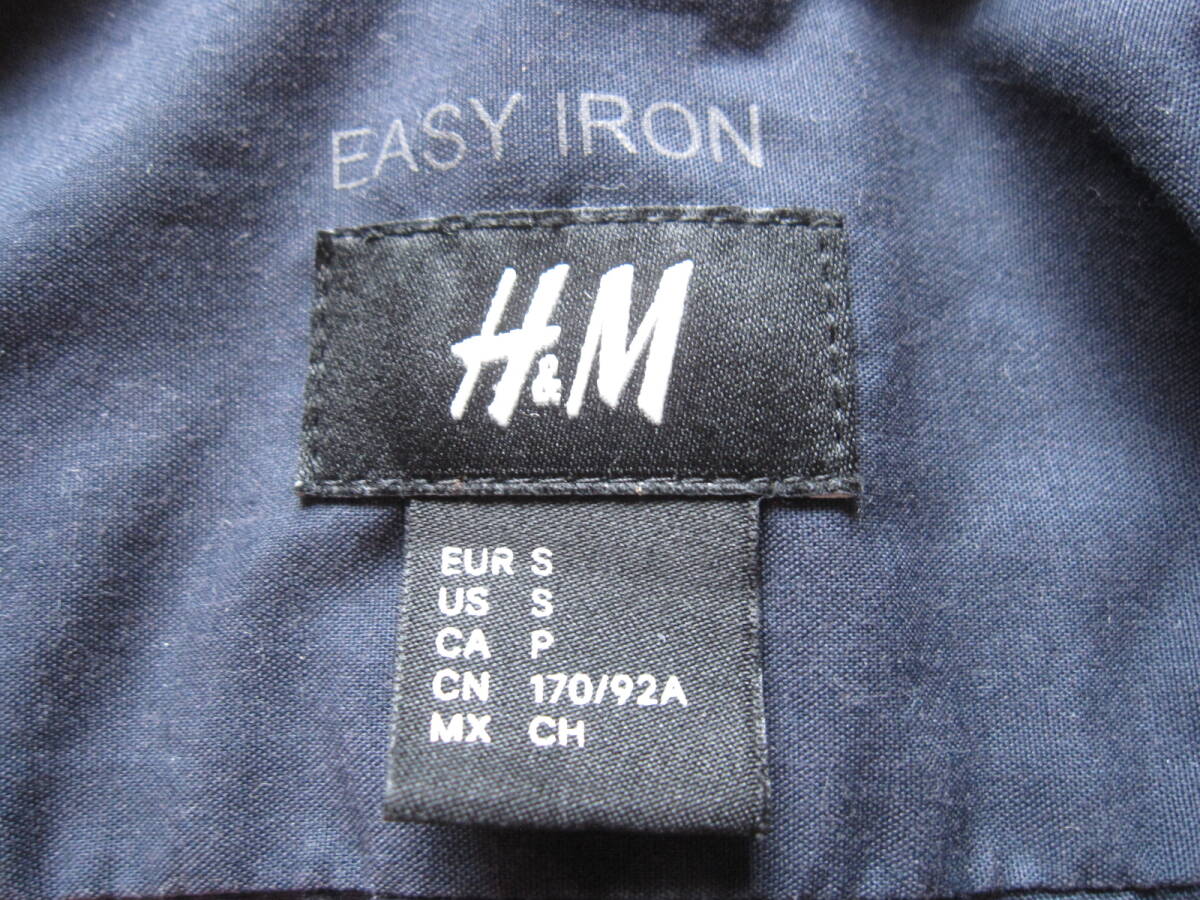 EASY IRON
H&M
EUR S
US S
CA P
CN 170/92A
MX CH